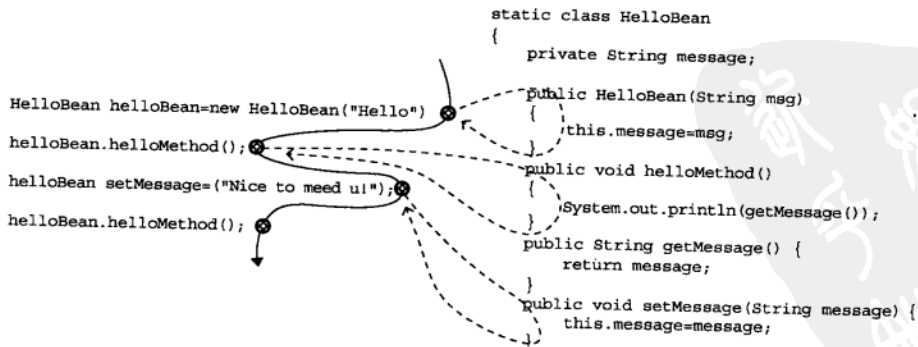 HelloBean helloBean=new HelloBean("Hello")
helloBean.helloMethod();
helloBean setMessage=("Nice to meed u!");
helloBean.helloMethod();
static class HelloBean
{
private String message;
public HelloBean(String msg)
{
this.message=msg;
}
public void helloMethod()
{
System.out.println(getMessage());
}
public String getMessage() {
return message;
}
public void setMessage(String message) {
this.message=message;
}